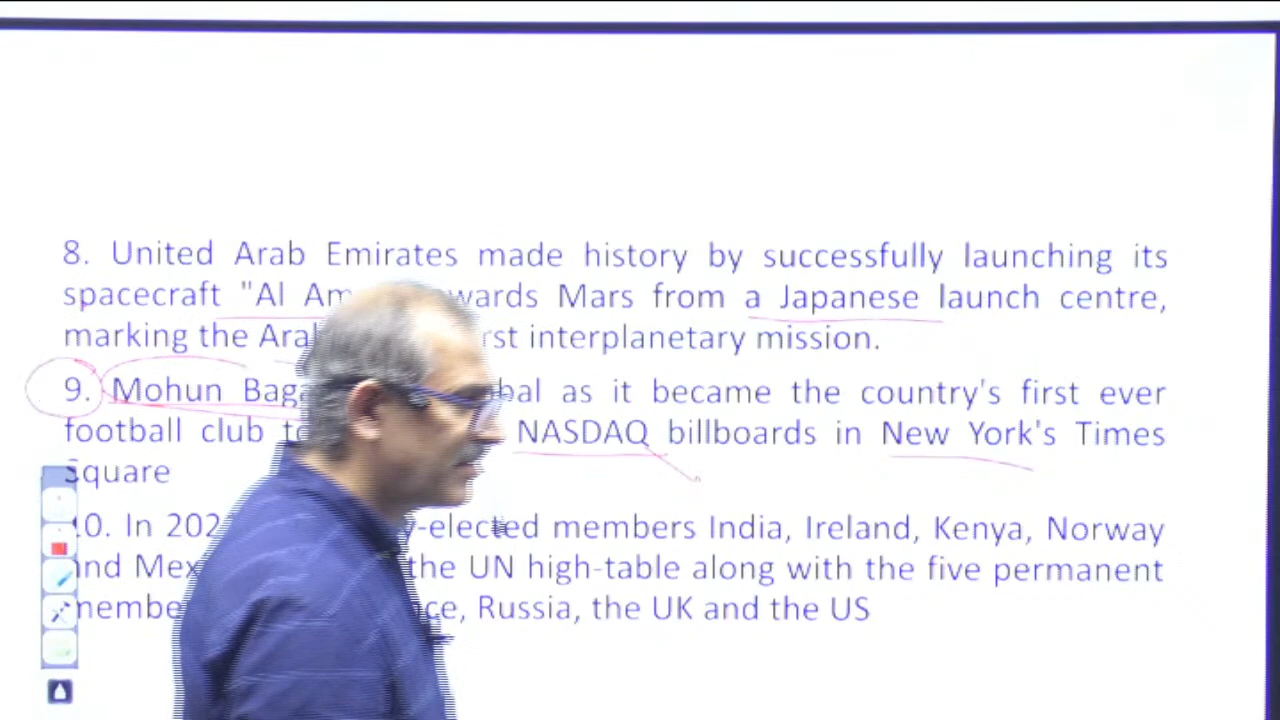 8. United Arab Emirates made history by successfully launching its
spacecraft "Al Am wards Mars from a Japanese launch centre,
marking the Ara rst interplanetary mission.
9. Mohun Baga bal as it became the country's first ever
football club to NASDAQ billboards in New York's Times
Square
10. In 202 y-elected members India, Ireland, Kenya, Norway
and Mex the UN high-table along with the five permanent
membe ce, Russia, the UK and the US